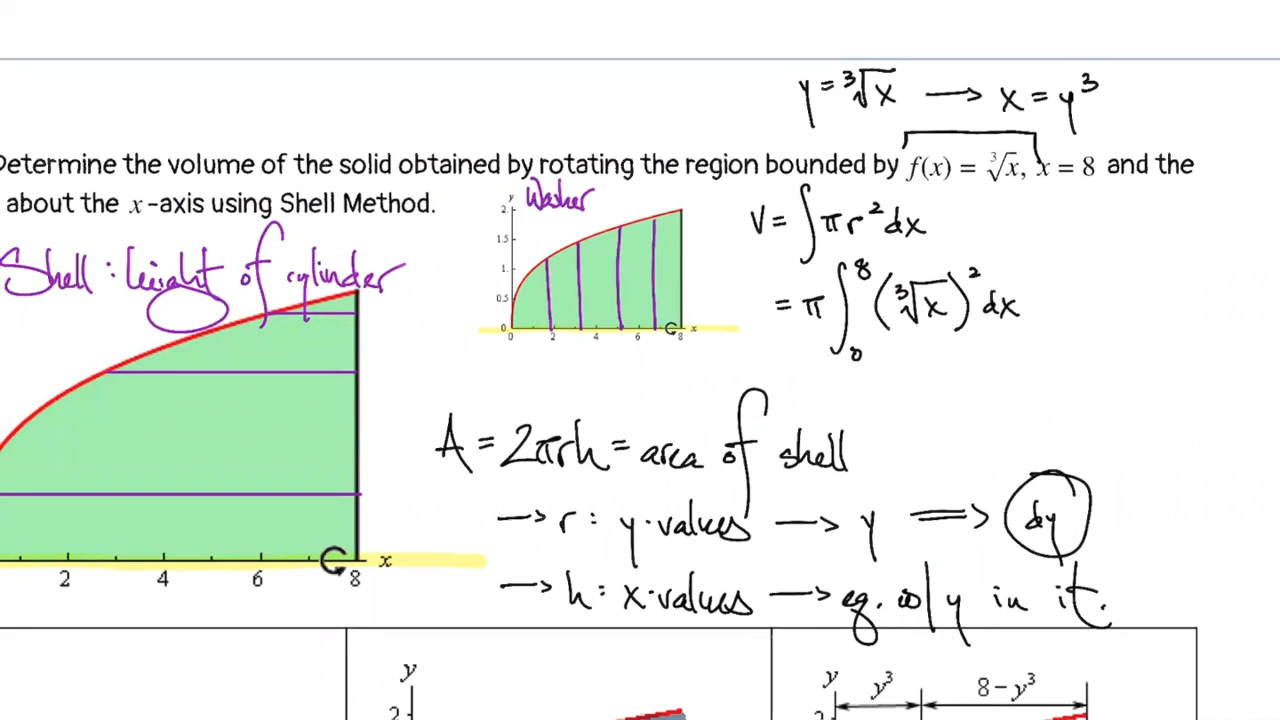 y = ∛x → x = y³
Determine the volume of the solid obtained by rotating the region bounded by f(x) = ∛x, x = 8 and the
about the x-axis using Shell Method.
Washer
V = ∫ πr² dx
= π ∫₀⁸ (∛x)² dx
y
2
1.5
1
0.5
0
0 2 4 6 8 x
Shell : height of cylinder
2 4 6 8 x
A = 2πrh = area of shell
→ r : y-values → y ⟹ dy
→ h : x-values → eq. w/ y in it.
y
2
y y³ 8 − y³
2